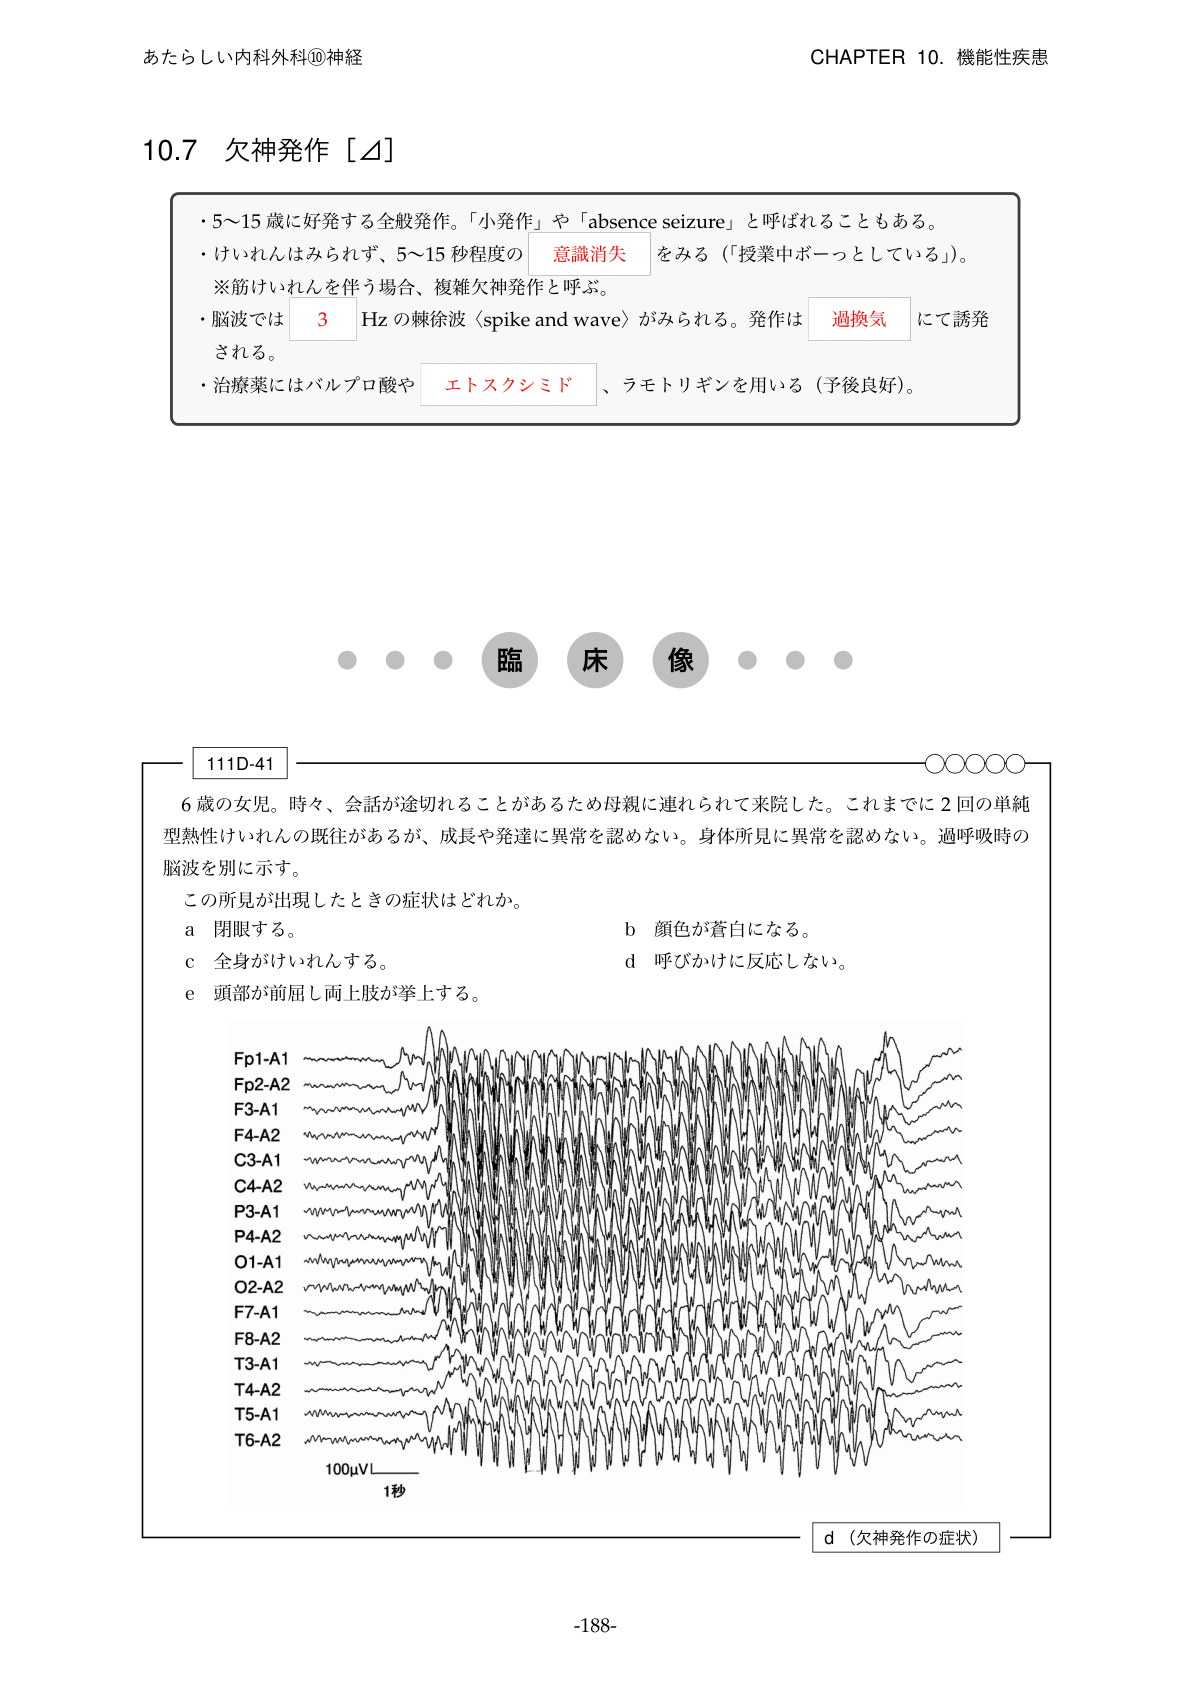 あたらしい内科外科⑩神経
CHAPTER 10. 機能性疾患
10.7 欠神発作［⊿］
・5〜15 歳に好発する全般発作。「小発作」や「absence seizure」と呼ばれることもある。
・けいれんはみられず、5〜15 秒程度の 意識消失 をみる（「授業中ボーっとしている」）。
※筋けいれんを伴う場合、複雑欠神発作と呼ぶ。
・脳波では 3 Hz の棘徐波〈spike and wave〉がみられる。発作は 過換気 にて誘発
される。
・治療薬にはバルプロ酸や エトスクシミド 、ラモトリギンを用いる（予後良好）。
臨 床 像
111D-41
6 歳の女児。時々、会話が途切れることがあるため母親に連れられて来院した。これまでに 2 回の単純
型熱性けいれんの既往があるが、成長や発達に異常を認めない。身体所見に異常を認めない。過呼吸時の
脳波を別に示す。
この所見が出現したときの症状はどれか。
a 閉眼する。
b 顔色が蒼白になる。
c 全身がけいれんする。
d 呼びかけに反応しない。
e 頭部が前屈し両上肢が挙上する。
Fp1-A1
Fp2-A2
F3-A1
F4-A2
C3-A1
C4-A2
P3-A1
P4-A2
O1-A1
O2-A2
F7-A1
F8-A2
T3-A1
T4-A2
T5-A1
T6-A2
100μV
1秒
d （欠神発作の症状）
-188-